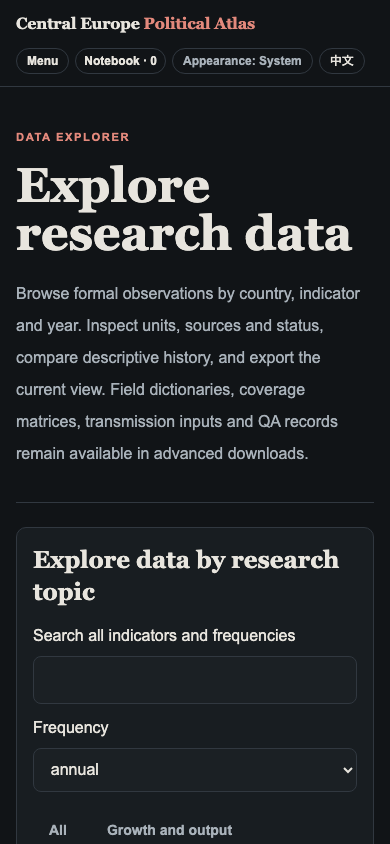 Central Europe Political Atlas
Menu
Notebook · 0
Appearance: System
中文
DATA EXPLORER
Explore
research data
Browse formal observations by country, indicator
and year. Inspect units, sources and status,
compare descriptive history, and export the
current view. Field dictionaries, coverage
matrices, transmission inputs and QA records
remain available in advanced downloads.
Explore data by research
topic
Search all indicators and frequencies
Frequency
annual
All
Growth and output